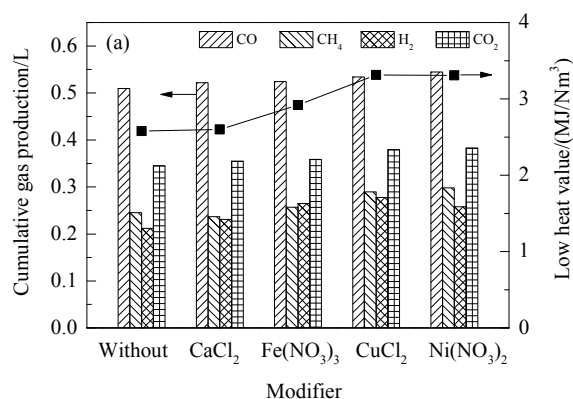 (a)
CO
CH₄
H₂
CO₂
Cumulative gas production/L
0.6
0.5
0.4
0.3
0.2
0.1
0.0
Low heat value/(MJ/Nm³)
4
3
2
1
0
Without CaCl₂ Fe(NO₃)₃ CuCl₂ Ni(NO₃)₂
Modifier